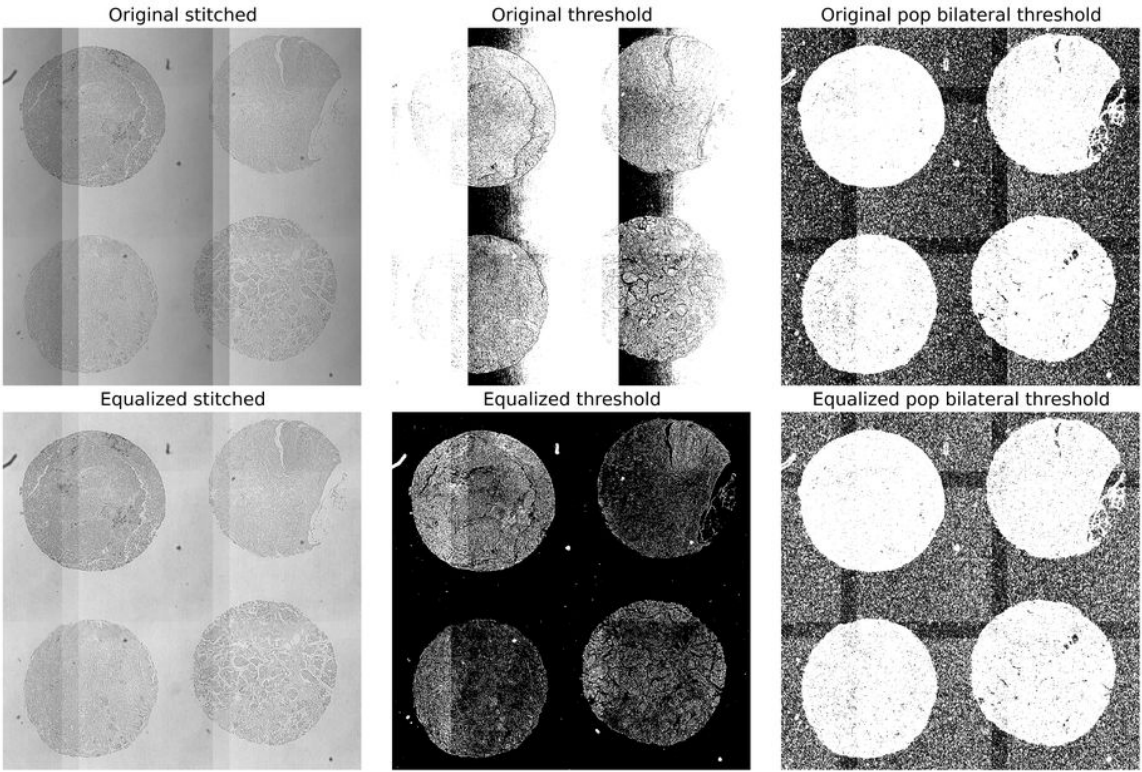 Original stitched
Original threshold
Original pop bilateral threshold
Equalized stitched
Equalized threshold
Equalized pop bilateral threshold